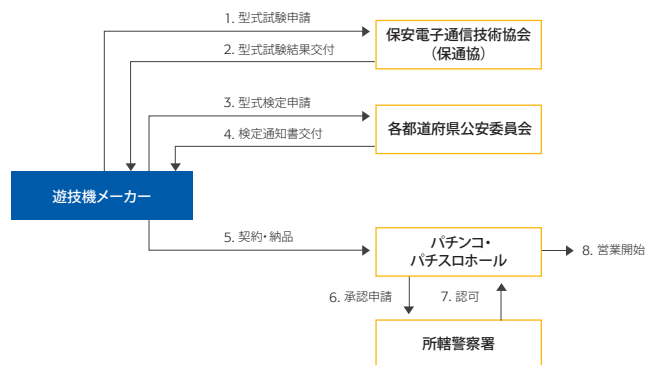 1. 型式試験申請
保安電子通信技術協会
（保通協）
2. 型式試験結果交付
3. 型式検定申請
各都道府県公安委員会
4. 検定通知書交付
遊技機メーカー
5. 契約・納品
パチンコ・
パチスロホール
8. 営業開始
6. 承認申請
7. 認可
所轄警察署